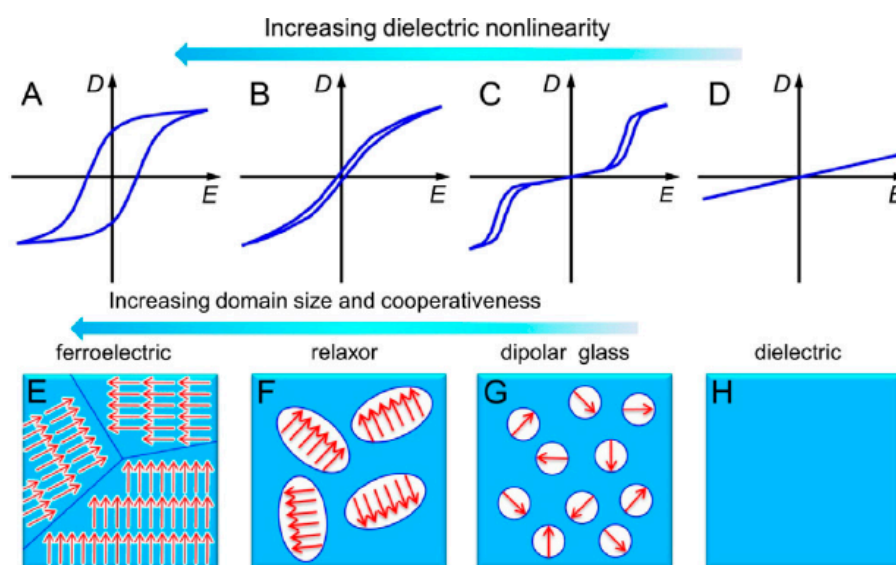 Increasing dielectric nonlinearity
A B C D
D D D
E E E E
Increasing domain size and cooperativeness
ferroelectric relaxor dipolar glass dielectric
E F G H